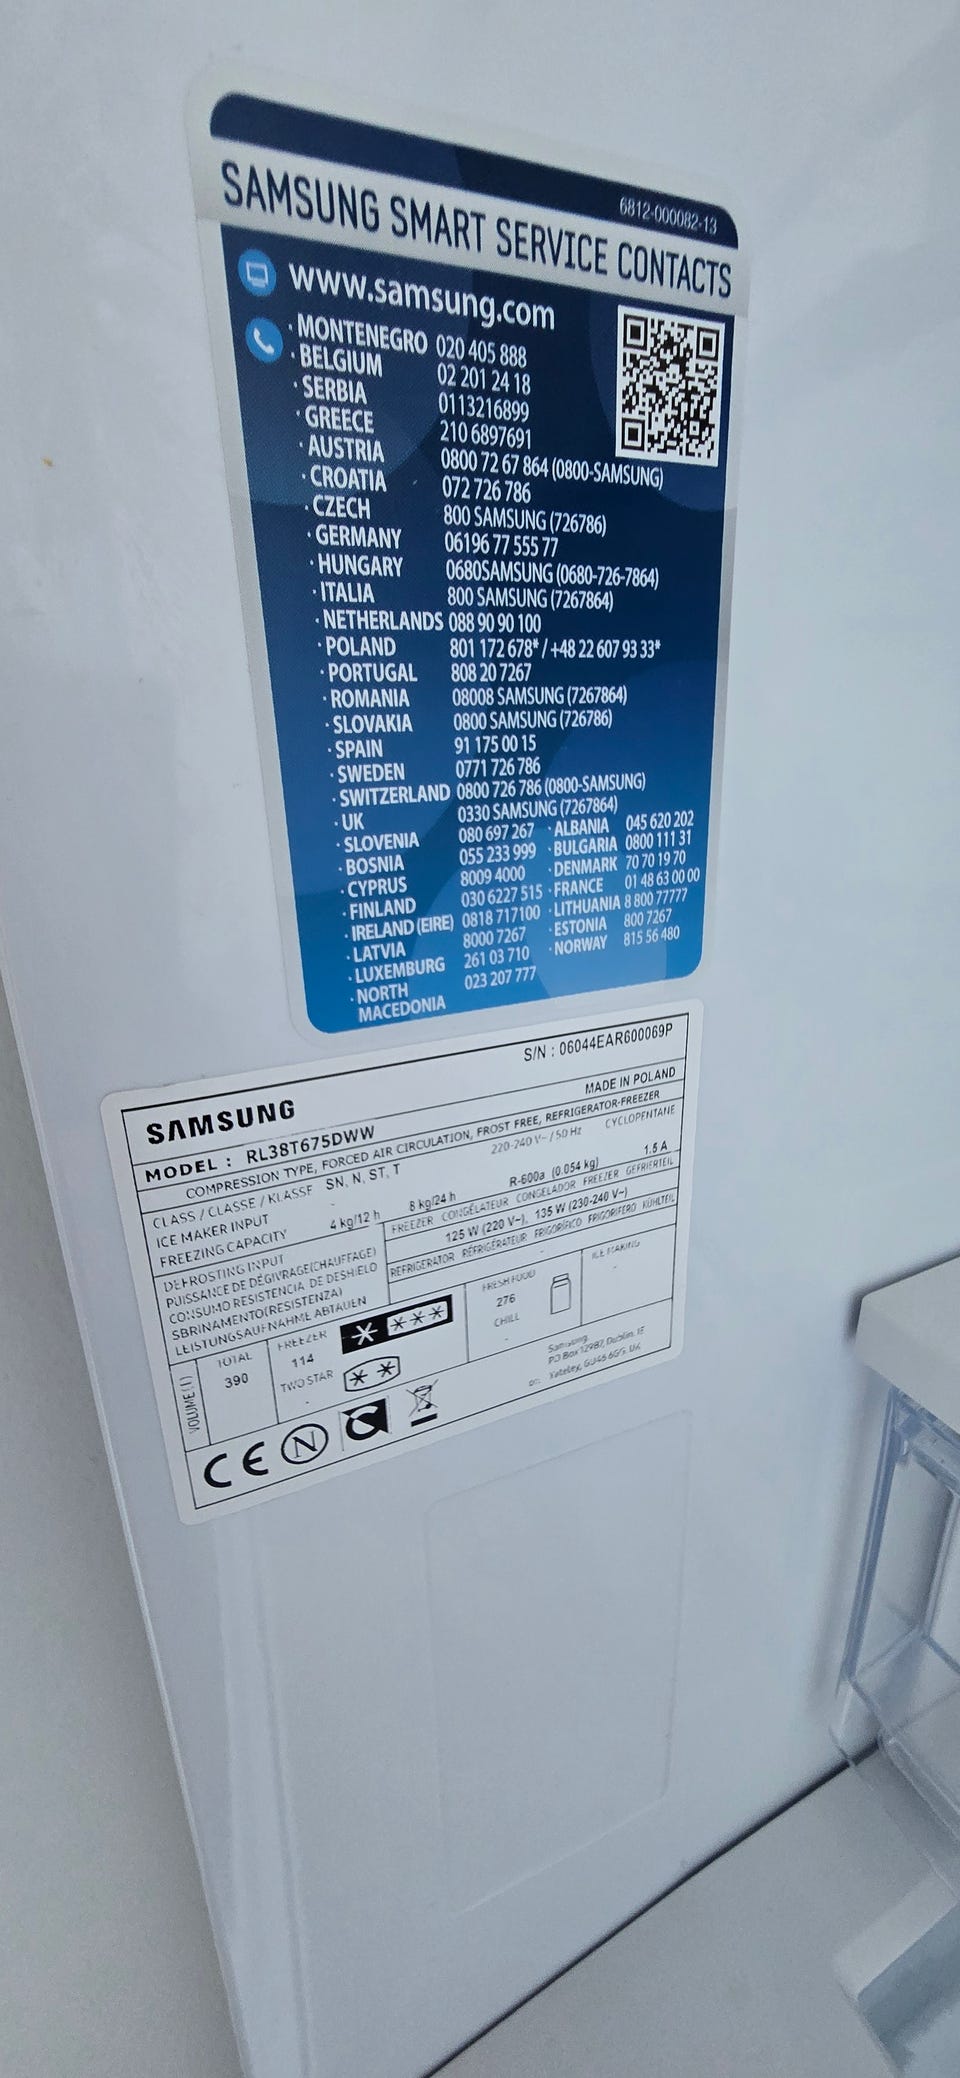 6812-000082-13
SAMSUNG SMART SERVICE CONTACTS
www.samsung.com
· MONTENEGRO 020 405 888
· BELGIUM 02 201 24 18
· SERBIA 0113216899
· GREECE 210 6897691
· AUSTRIA 0800 72 67 864 (0800-SAMSUNG)
· CROATIA 072 726 786
· CZECH 800 SAMSUNG (726786)
· GERMANY 06196 77 555 77
· HUNGARY 0680SAMSUNG (0680-726-7864)
· ITALIA 800 SAMSUNG (7267864)
· NETHERLANDS 088 90 90 100
· POLAND 801 172 678* / +48 22 607 93 33*
· PORTUGAL 808 20 7267
· ROMANIA 08008 SAMSUNG (7267864)
· SLOVAKIA 0800 SAMSUNG (726786)
· SPAIN 91 175 00 15
· SWEDEN 0771 726 786
· SWITZERLAND 0800 726 786 (0800-SAMSUNG)
· UK 0330 SAMSUNG (7267864)
· SLOVENIA 080 697 267 · ALBANIA 045 620 202
· BOSNIA 055 233 999 · BULGARIA 0800 111 31
· CYPRUS 8009 4000 · DENMARK 70 70 19 70
· FINLAND 030 6227 515 · FRANCE 01 48 63 00 00
· IRELAND (EIRE) 0818 717100 · LITHUANIA 8 800 77777
· LATVIA 8000 7267 · ESTONIA 800 7267
· LUXEMBURG 261 03 710 · NORWAY 815 56 480
· NORTH 023 207 777
MACEDONIA
S/N : 06044EAR600069P
SAMSUNG
MADE IN POLAND
MODEL : RL38T675DWW
COMPRESSION TYPE, FORCED AIR CIRCULATION, FROST FREE, REFRIGERATOR-FREEZER
CLASS / CLASSE / KLASSE SN, N, ST, T 220-240 V~ / 50 Hz CYCLOPENTANE
ICE MAKER INPUT - R-600a (0.054 kg) 1.5 A
FREEZING CAPACITY 4 kg/12 h 8 kg/24 h
FREEZER CONGÉLATEUR CONGELADOR FREEZER GEFRIERTEIL
125 W (220 V~), 135 W (230-240 V~)
REFRIGERATOR RÉFRIGÉRATEUR FRIGORÍFICO FRIGORIFERO KÜHLTEIL
-
DEFROSTING INPUT
PUISSANCE DE DÉGIVRAGE(CHAUFFAGE)
CONSUMO RESISTENCIA DE DESHIELO
SBRINAMENTO(RESISTENZA)
LEISTUNGSAUFNAHME ABTAUEN
VOLUME ( l )
TOTAL
390
FREEZER
114
TWO STAR
-
FRESH FOOD
276
CHILL
-
ICE MAKING
-
Samsung
PO Box 12987, Dublin. IE
or: Yateley, GU46 6GG. UK
CE N